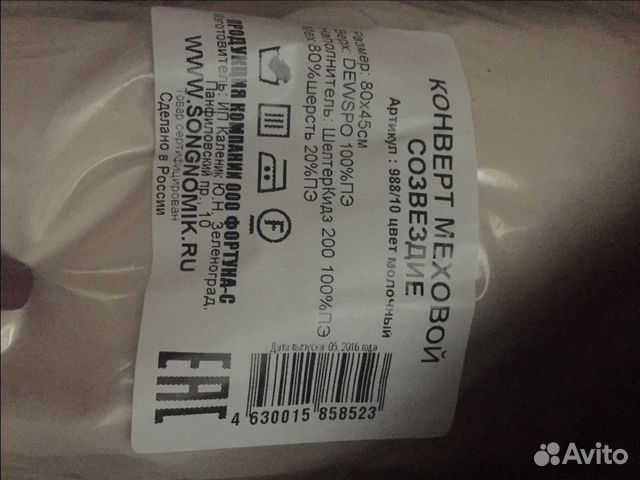 КОНВЕРТ МЕХОВОЙ
СОЗВЕЗДИЕ
Артикул : 988/10 цвет молочный
Размер: 80х45см
Верх: DEWSPO 100%ПЭ
Наполнитель: ШелтерКидз 200 100%ПЭ
Мех 80%шерсть 20%ПЭ
F
ПРОДУКЦИЯ КОМПАНИИ ООО ФОРТУНА-С
Изготовитель: ИП Каленик Ю.Н, Зеленоград,
Панфиловский пр., 10
WWW.SONGNOMIK.RU
Товар сертифицирован
Сделано в России
Дата выпуска: 05. 2016 года
4 630015 858523
EAC
Avito